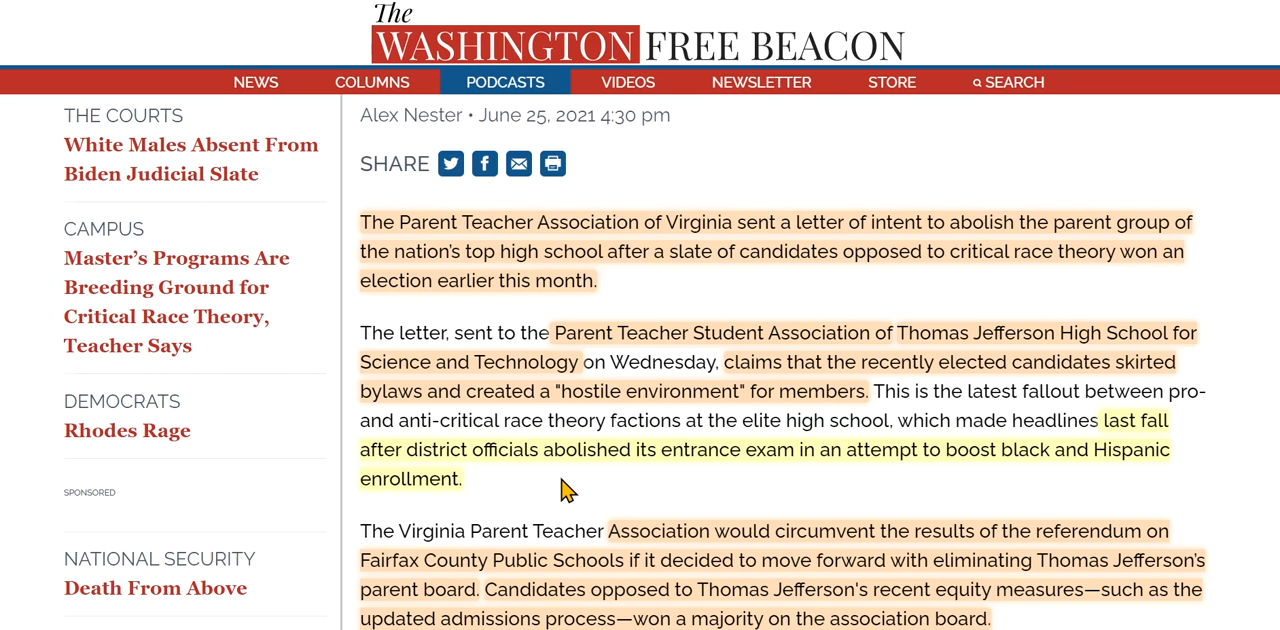 The
WASHINGTON FREE BEACON
NEWS COLUMNS PODCASTS VIDEOS NEWSLETTER STORE SEARCH
THE COURTS
White Males Absent From
Biden Judicial Slate
CAMPUS
Master's Programs Are
Breeding Ground for
Critical Race Theory,
Teacher Says
DEMOCRATS
Rhodes Rage
SPONSORED
NATIONAL SECURITY
Death From Above
Alex Nester • June 25, 2021 4:30 pm
SHARE
The Parent Teacher Association of Virginia sent a letter of intent to abolish the parent group of
the nation's top high school after a slate of candidates opposed to critical race theory won an
election earlier this month.
The letter, sent to the Parent Teacher Student Association of Thomas Jefferson High School for
Science and Technology on Wednesday, claims that the recently elected candidates skirted
bylaws and created a "hostile environment" for members. This is the latest fallout between pro-
and anti-critical race theory factions at the elite high school, which made headlines last fall
after district officials abolished its entrance exam in an attempt to boost black and Hispanic
enrollment.
The Virginia Parent Teacher Association would circumvent the results of the referendum on
Fairfax County Public Schools if it decided to move forward with eliminating Thomas Jefferson's
parent board. Candidates opposed to Thomas Jefferson's recent equity measures—such as the
updated admissions process—won a majority on the association board.